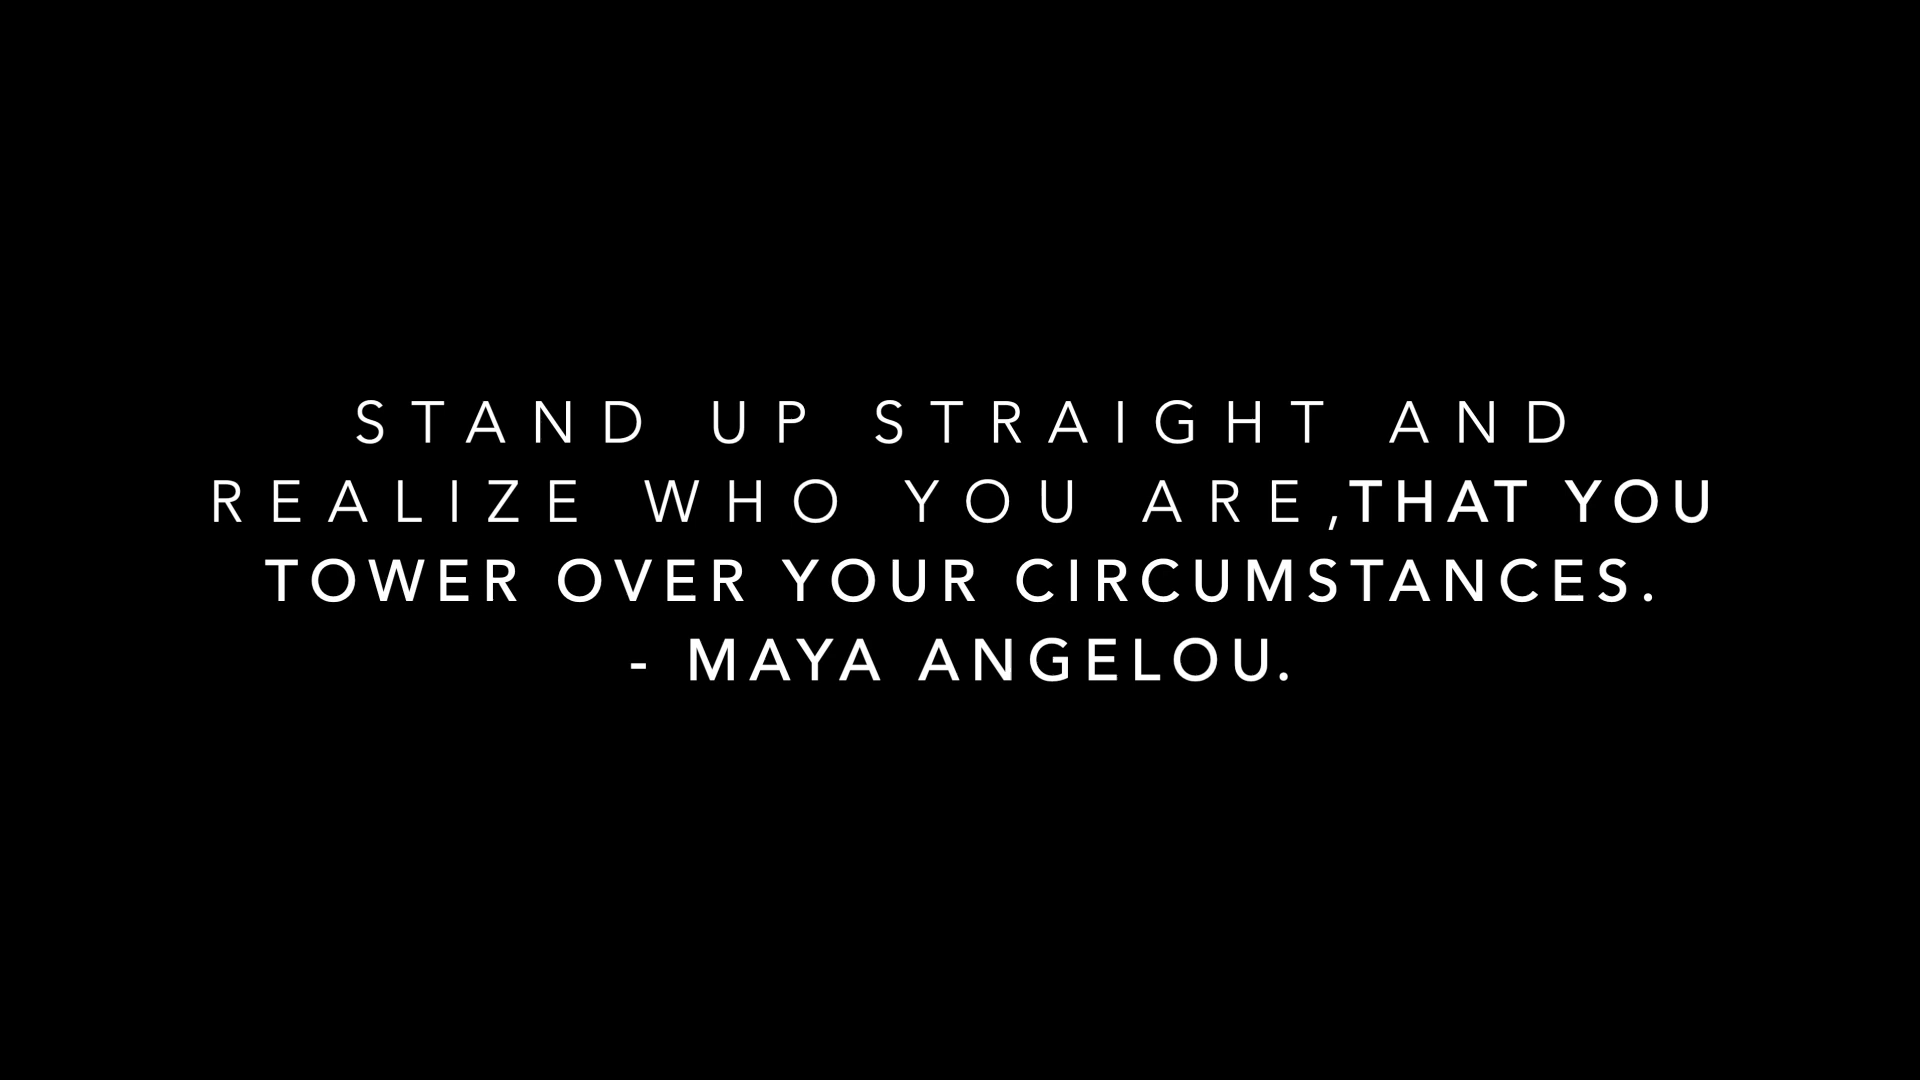 STAND UP STRAIGHT AND
REALIZE WHO YOU ARE,THAT YOU
TOWER OVER YOUR CIRCUMSTANCES.
- MAYA ANGELOU.